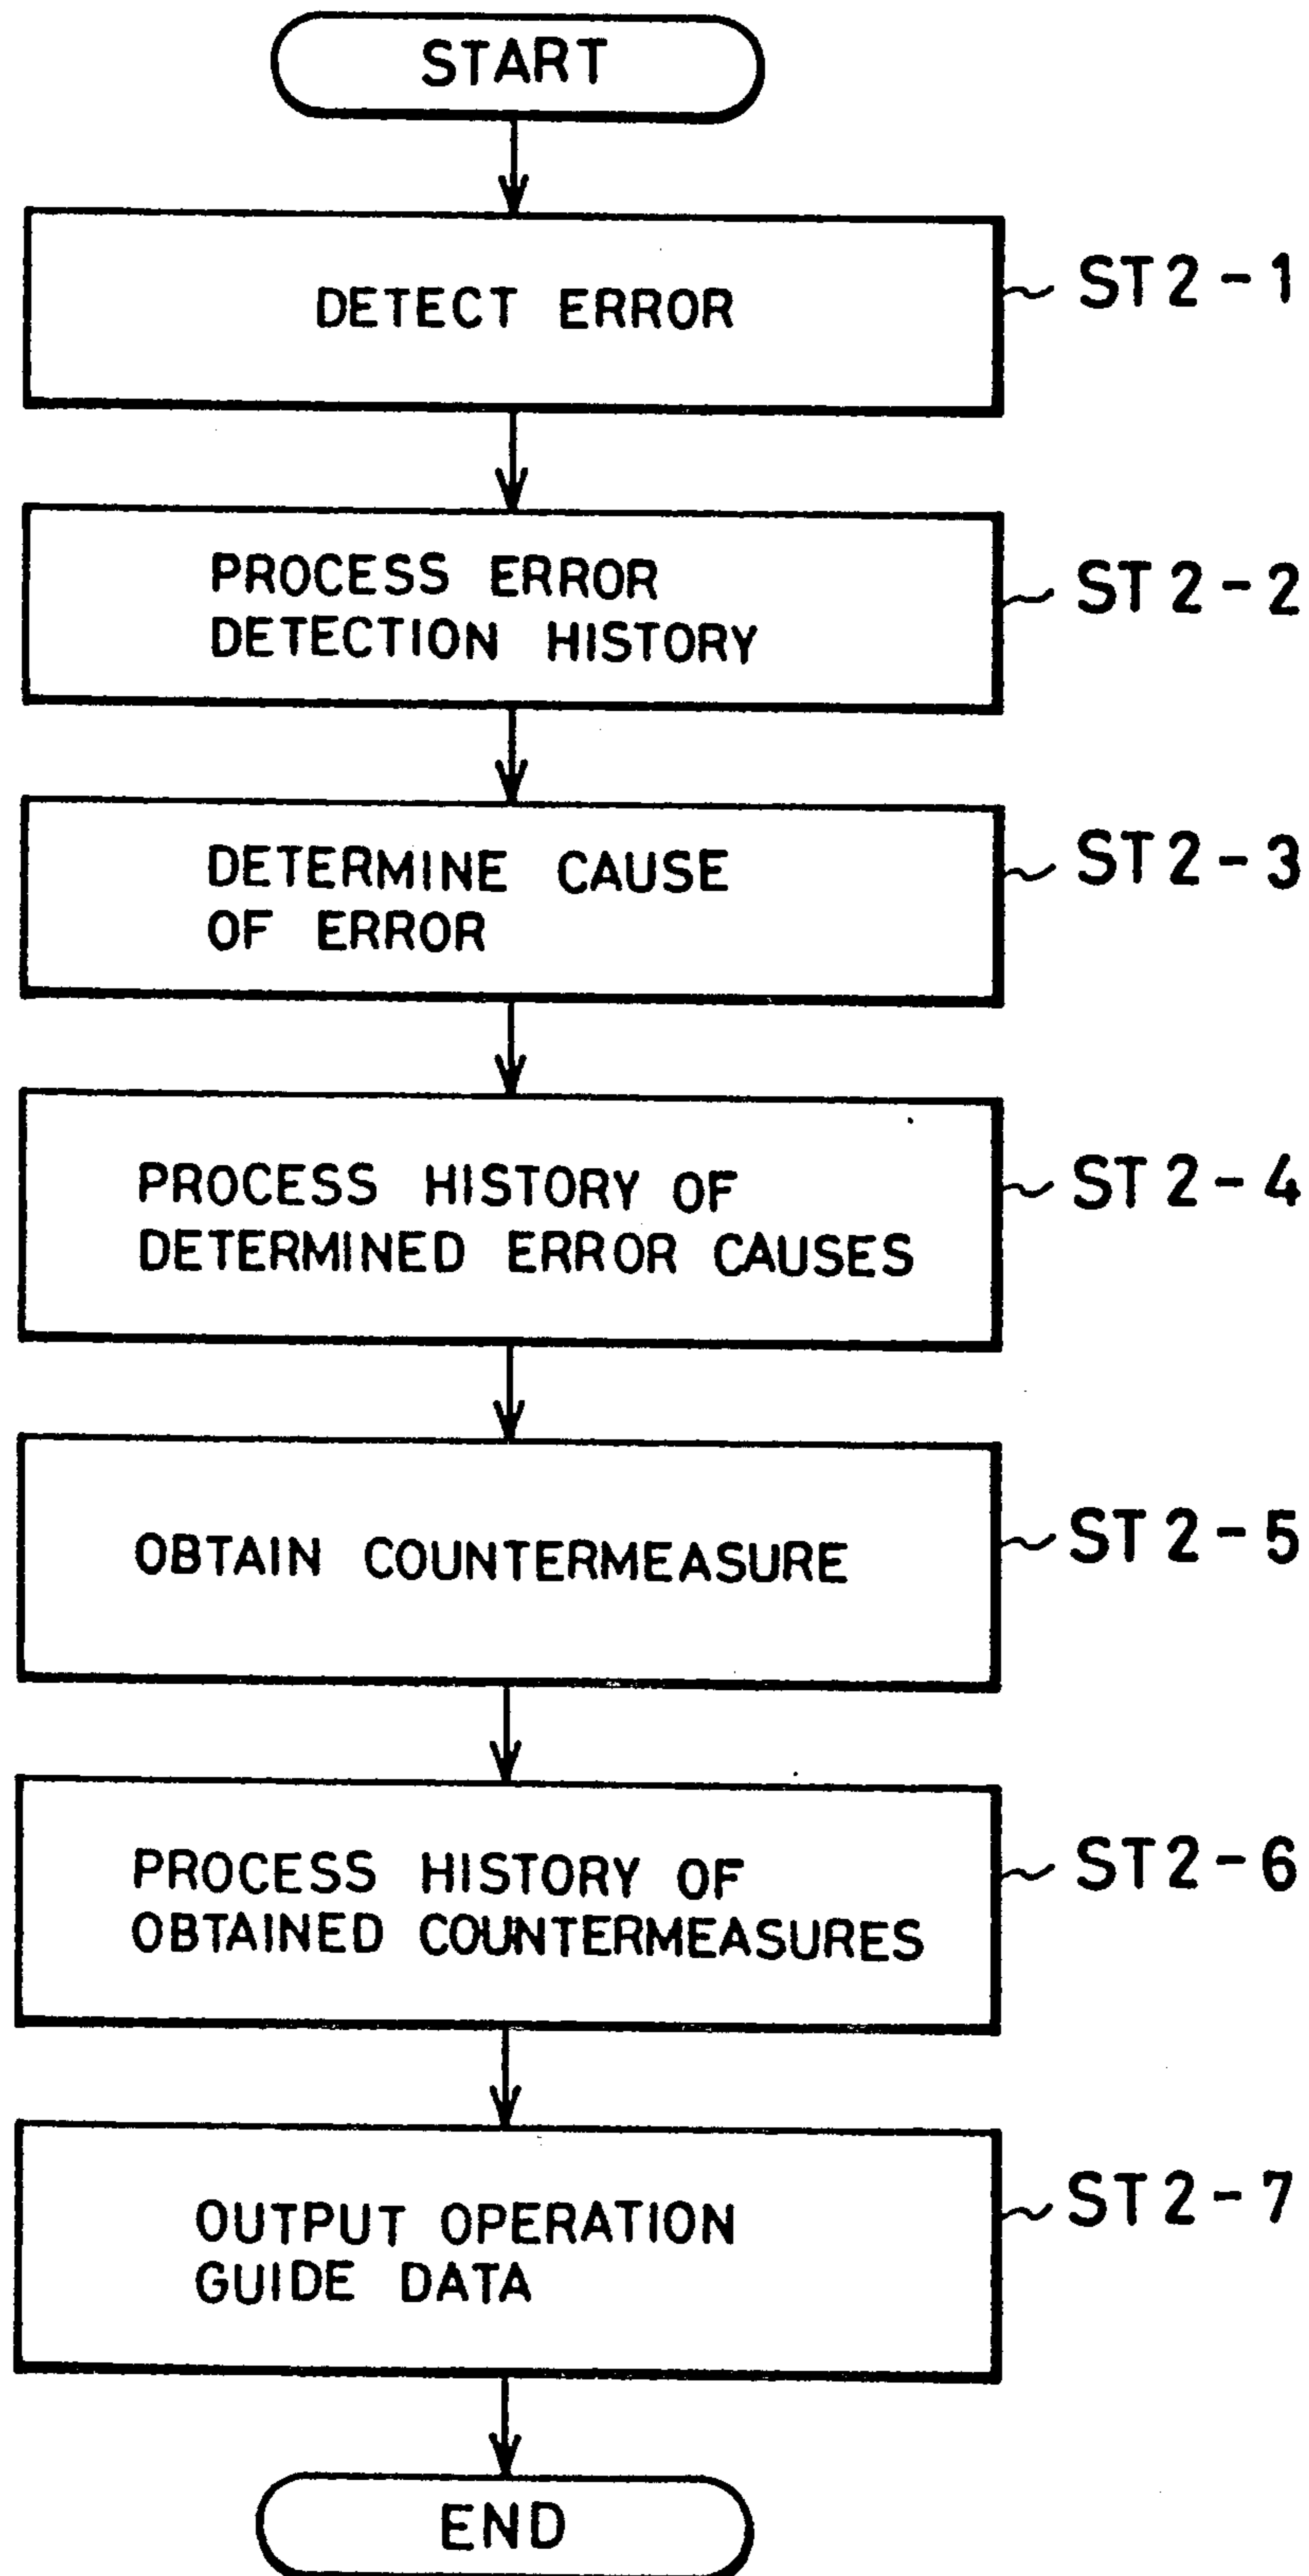 START
DETECT ERROR
ST2-1
PROCESS ERROR
DETECTION HISTORY
ST2-2
DETERMINE CAUSE
OF ERROR
ST2-3
PROCESS HISTORY OF
DETERMINED ERROR CAUSES
ST2-4
OBTAIN COUNTERMEASURE
ST2-5
PROCESS HISTORY OF
OBTAINED COUNTERMEASURES
ST2-6
OUTPUT OPERATION
GUIDE DATA
ST2-7
END